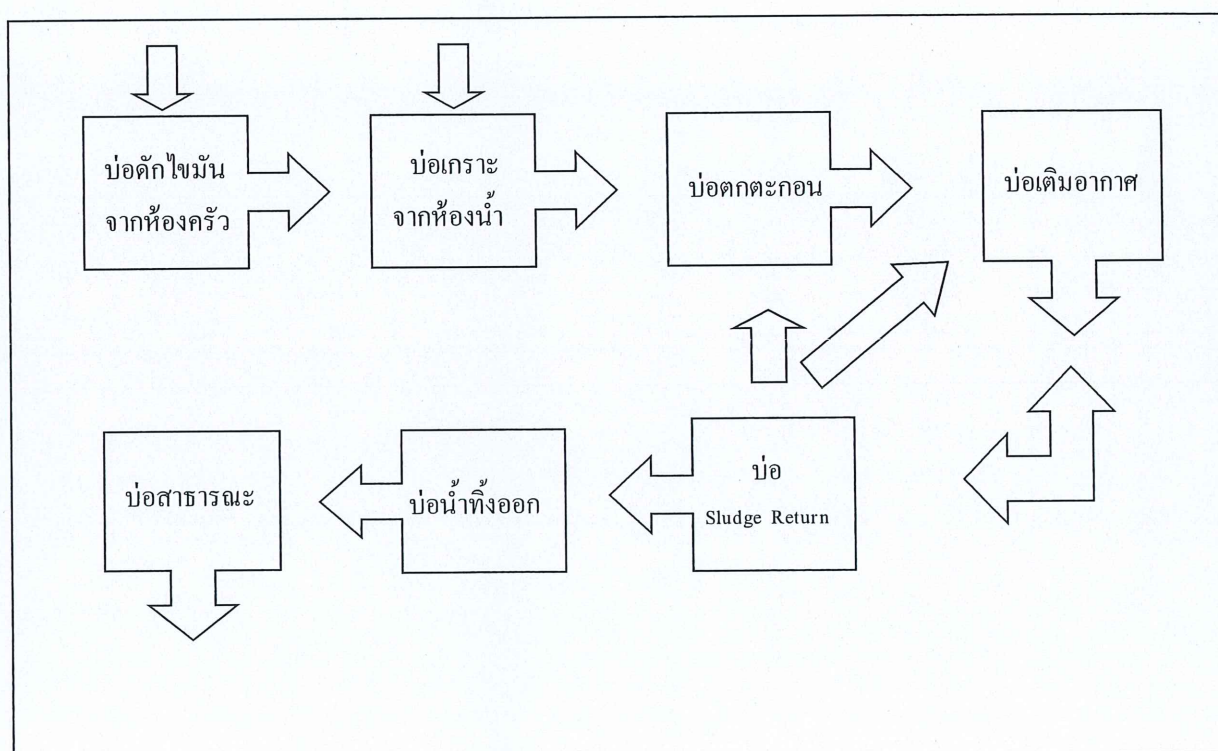 บ่อดักไขมัน
จากห้องครัว
บ่อเกราะ
จากห้องน้ำ
บ่อตกตะกอน
บ่อเติมอากาศ
บ่อสาธารณะ
บ่อน้ำทิ้งออก
บ่อ
Sludge Return